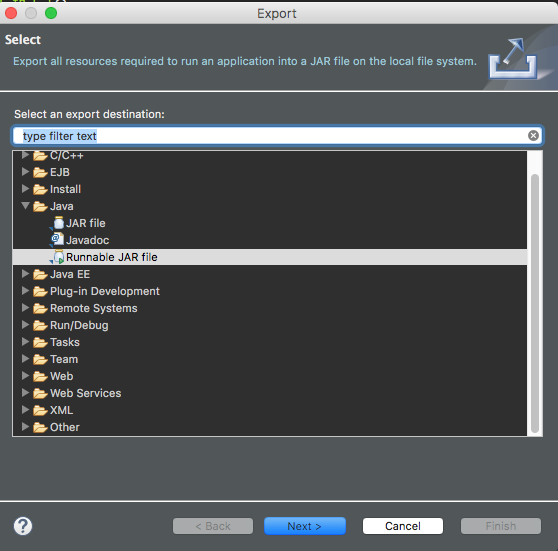 Export
Select
Export all resources required to run an application into a JAR file on the local file system.
Select an export destination:
type filter text
C/C++
EJB
Install
Java
JAR file
Javadoc
Runnable JAR file
Java EE
Plug-in Development
Remote Systems
Run/Debug
Tasks
Team
Web
Web Services
XML
Other
?
< Back
Next >
Cancel
Finish